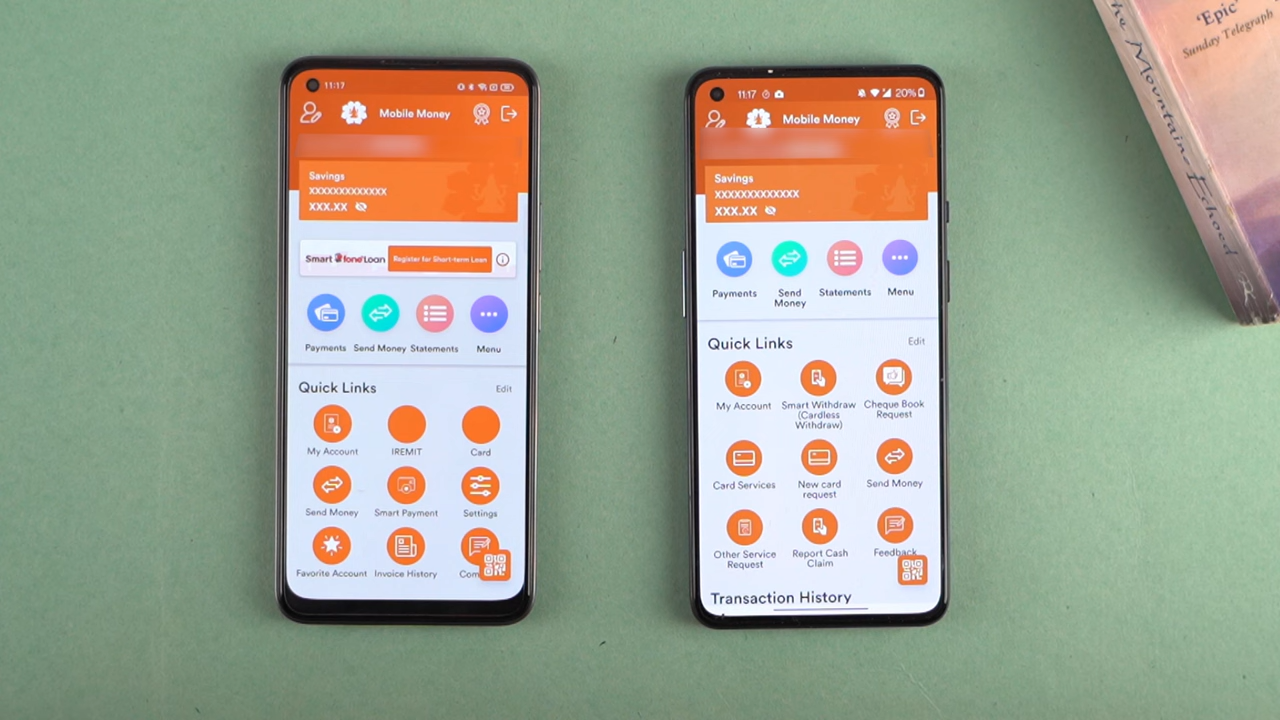 11:17
Mobile Money
Savings
XXXXXXXXXXXXX
XXX.XX
Smart fone Loan
Register for Short-term Loan
Payments
Send Money
Statements
Menu
Quick Links
Edit
My Account
IREMIT
Card
Send Money
Smart Payment
Settings
Favorite Account
Invoice History
11:17
20%
Mobile Money
Savings
XXXXXXXXXXXXX
XXX.XX
Payments
Send
Money
Statements
Menu
Quick Links
Edit
My Account
Smart Withdraw
(Cardless
Withdraw)
Cheque Book
Request
Card Services
New card
request
Send Money
Other Service
Request
Report Cash
Claim
Feedback
Transaction History
'Epic'
Sunday Telegraph
the Mountains Echoed